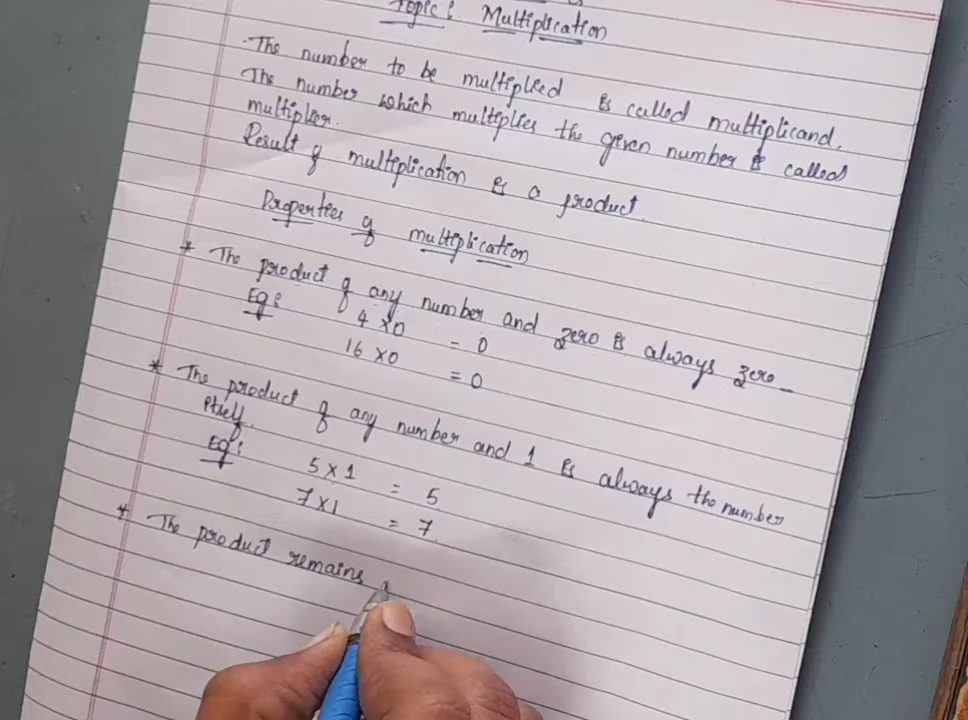 Topic : Multiplication
The number to be multiplied is called multiplicand.
The number which multiplies the given number is called
multiplier.
Result of multiplication is a product.
Properties of multiplication
* The product of any number and zero is always zero
Eg: 4 x 0 = 0
16 x 0 = 0
* The product of any number and 1 is always the number
itself.
Eg: 5 x 1 = 5
7 x 1 = 7
* The product remains